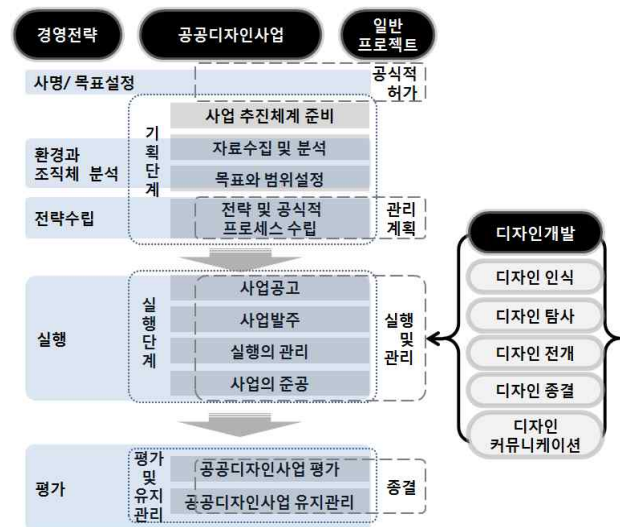 경영전략
공공디자인사업
일반
프로젝트
사명/ 목표설정
공식적
허가
사업 추진체계 준비
기
획
단
계
환경과
조직체 분석
자료수집 및 분석
목표와 범위설정
전략수립
전략 및 공식적
프로세스 수립
관리
계획
디자인개발
디자인 인식
디자인 탐사
디자인 전개
디자인 종결
디자인
커뮤니케이션
실행
실
행
단
계
사업공고
사업발주
실행의 관리
사업의 준공
실행
및
관리
평가
평가
및
유지
관리
공공디자인사업 평가
공공디자인사업 유지관리
종결